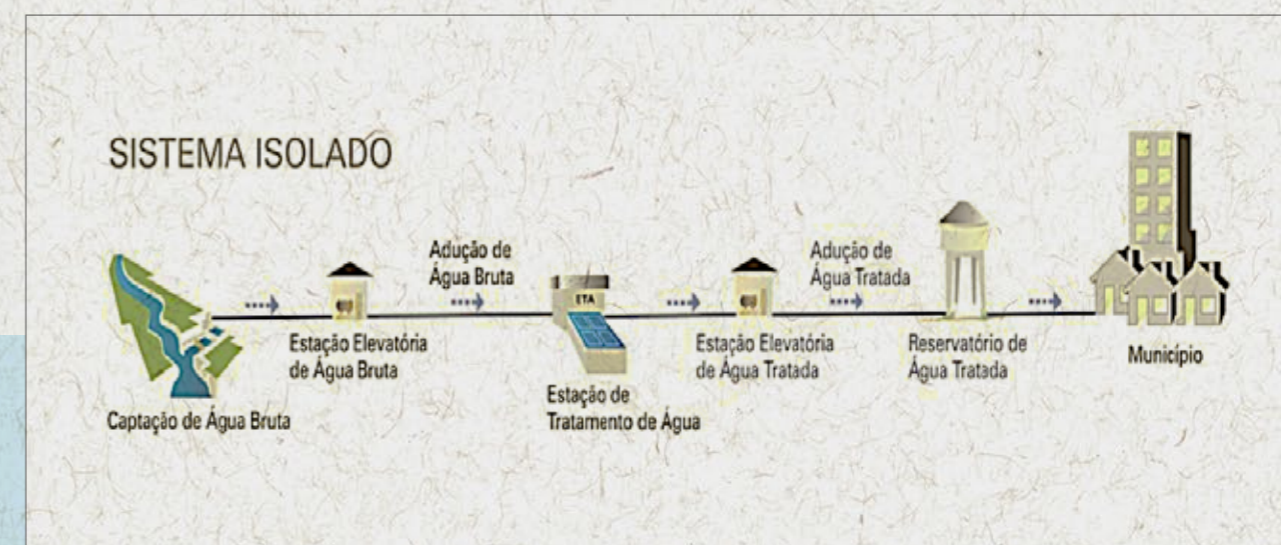 SISTEMA ISOLADO
Adução de
Água Bruta
Adução de
Água Tratada
ETA
Estação Elevatória
de Água Bruta
Estação Elevatória
de Água Tratada
Reservatório de
Água Tratada
Município
Captação de Água Bruta
Estação de
Tratamento de Água